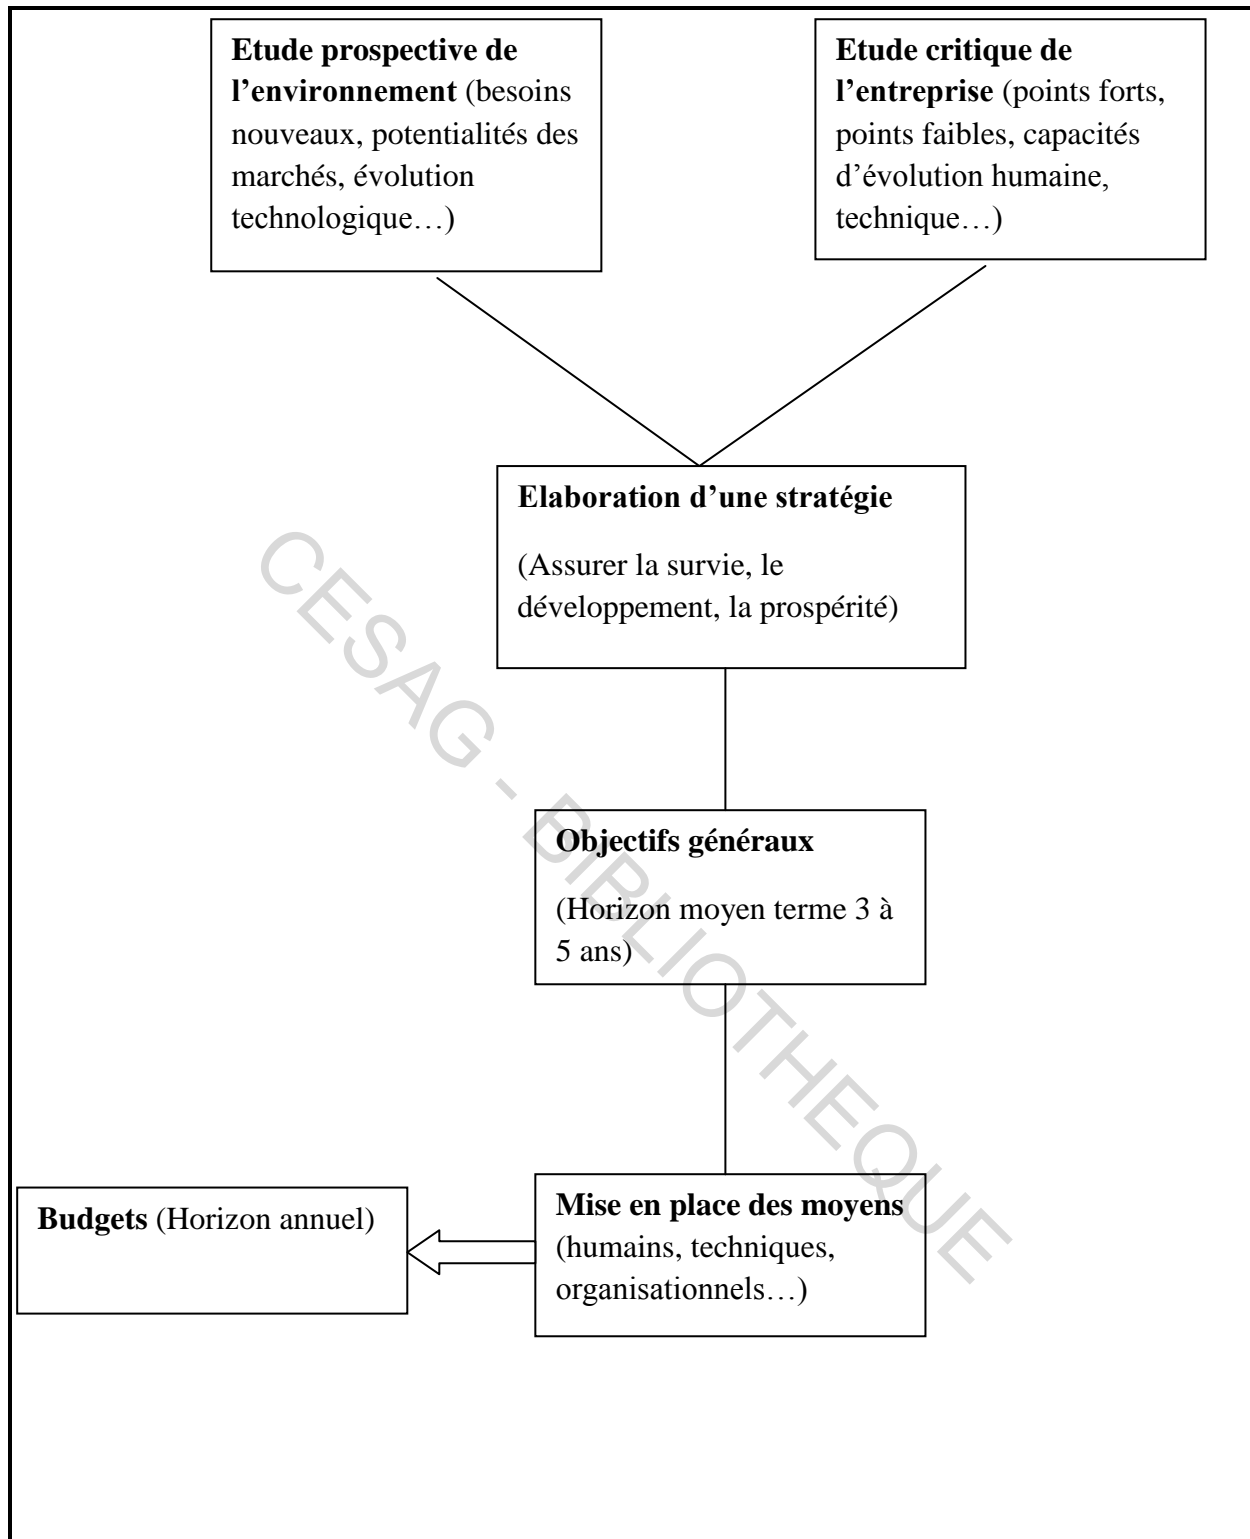 Etude prospective de
l’environnement (besoins
nouveaux, potentialités des
marchés, évolution
technologique…)
Etude critique de
l’entreprise (points forts,
points faibles, capacités
d’évolution humaine,
technique…)
Elaboration d’une stratégie
(Assurer la survie, le
développement, la prospérité)
Objectifs généraux
(Horizon moyen terme 3 à
5 ans)
Mise en place des moyens
(humains, techniques,
organisationnels…)
Budgets (Horizon annuel)
CESAG - BIBLIOTHEQUE